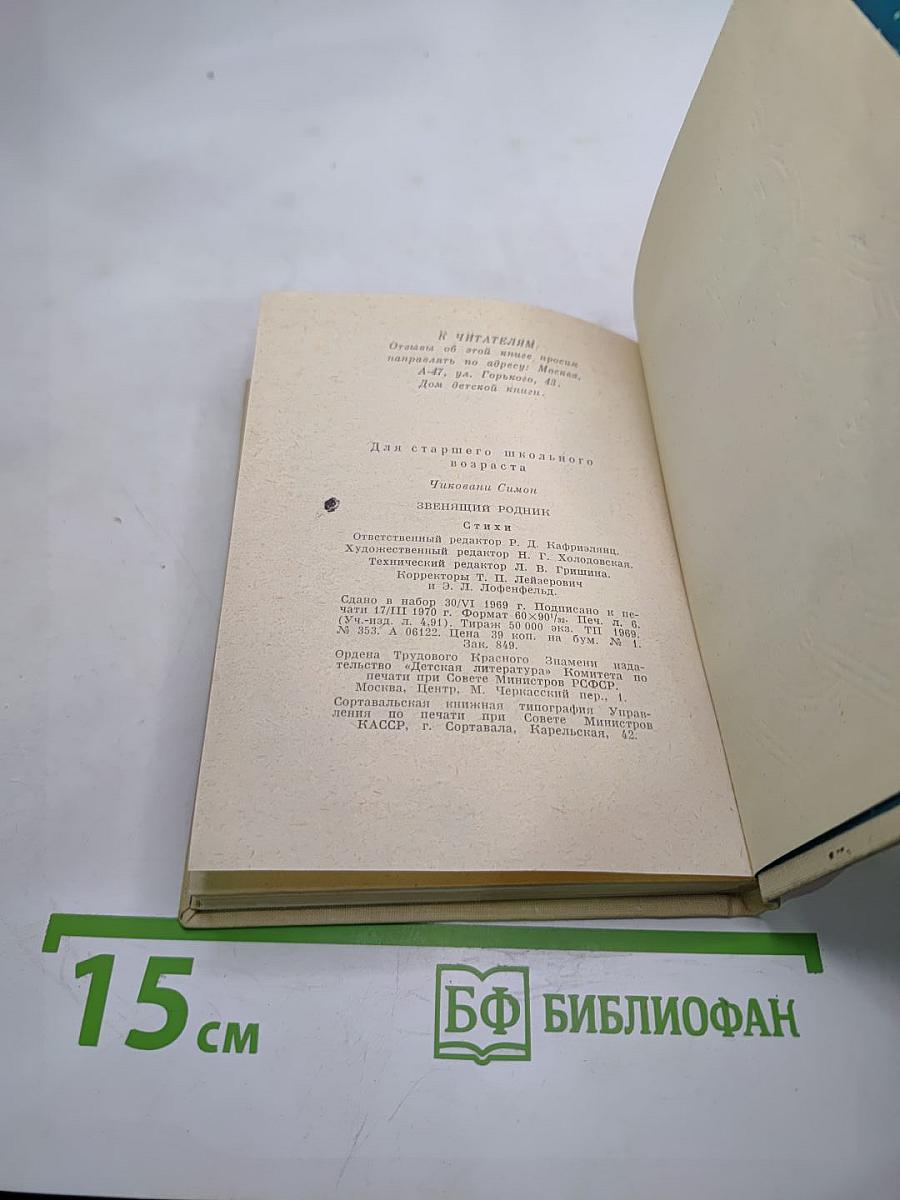 К ЧИТАТЕЛЯМ
Отзывы об этой книге просим
направлять по адресу: Москва,
А-47, ул. Горького, 43.
Дом детской книги.
Для старшего школьного
возраста
Чиковани Симон
ЗВЕНЯЩИЙ РОДНИК
Стихи
Ответственный редактор Р. Д. Кафриэлянц.
Художественный редактор Н. Г. Холодовская.
Технический редактор Л. В. Гришина.
Корректоры Т. П. Лейзерович
и Э. Л. Лофенфельд.
Сдано в набор 30/VI 1969 г. Подписано к пе-
чати 17/III 1970 г. Формат 60×90¹/₃₂. Печ. л. 6.
(Уч.-изд. л. 4,91). Тираж 50 000 экз. ТП 1969.
№ 353. А 06122. Цена 39 коп. на бум. № 1.
Зак. 849.
Ордена Трудового Красного Знамени изда-
тельство «Детская литература» Комитета по
печати при Совете Министров РСФСР.
Москва, Центр, М. Черкасский пер., 1.
Сортавальская книжная типография Управ-
ления по печати при Совете Министров
КАССР, г. Сортавала, Карельская, 42.
15 см
БФ БИБЛИОФАН